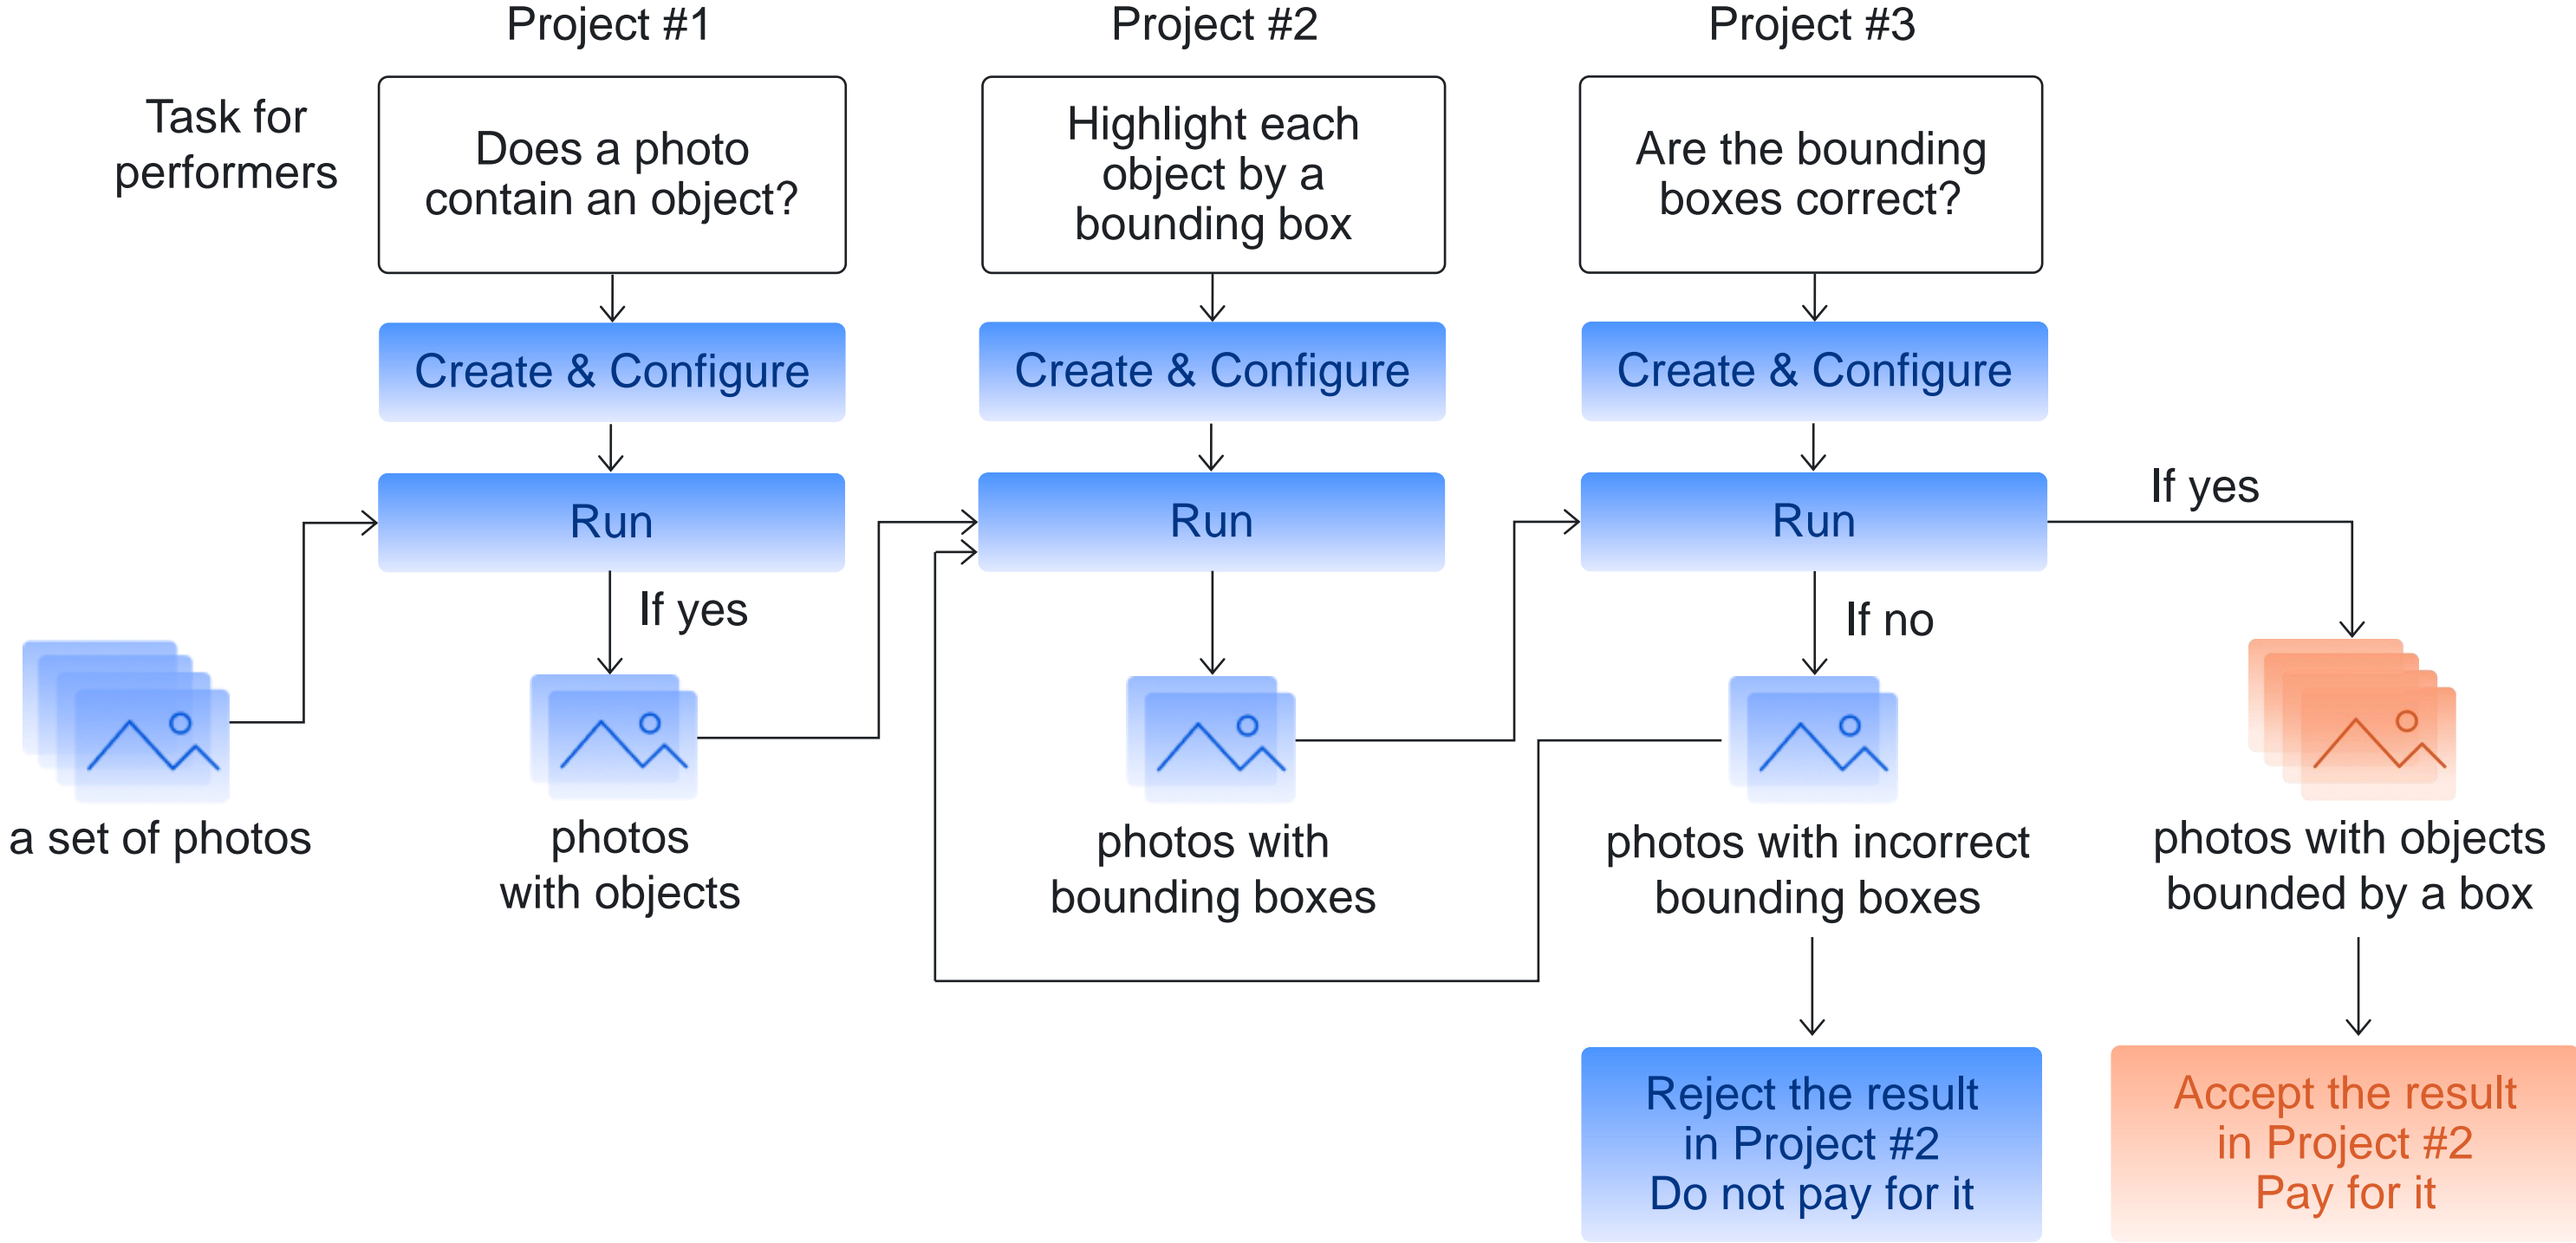 Project #1
Project #2
Project #3
Task for
performers
Does a photo
contain an object?
Highlight each
object by a
bounding box
Are the bounding
boxes correct?
Create & Configure
Create & Configure
Create & Configure
Run
Run
Run
If yes
If yes
If no
a set of photos
photos
with objects
photos with
bounding boxes
photos with incorrect
bounding boxes
photos with objects
bounded by a box
Reject the result
in Project #2
Do not pay for it
Accept the result
in Project #2
Pay for it